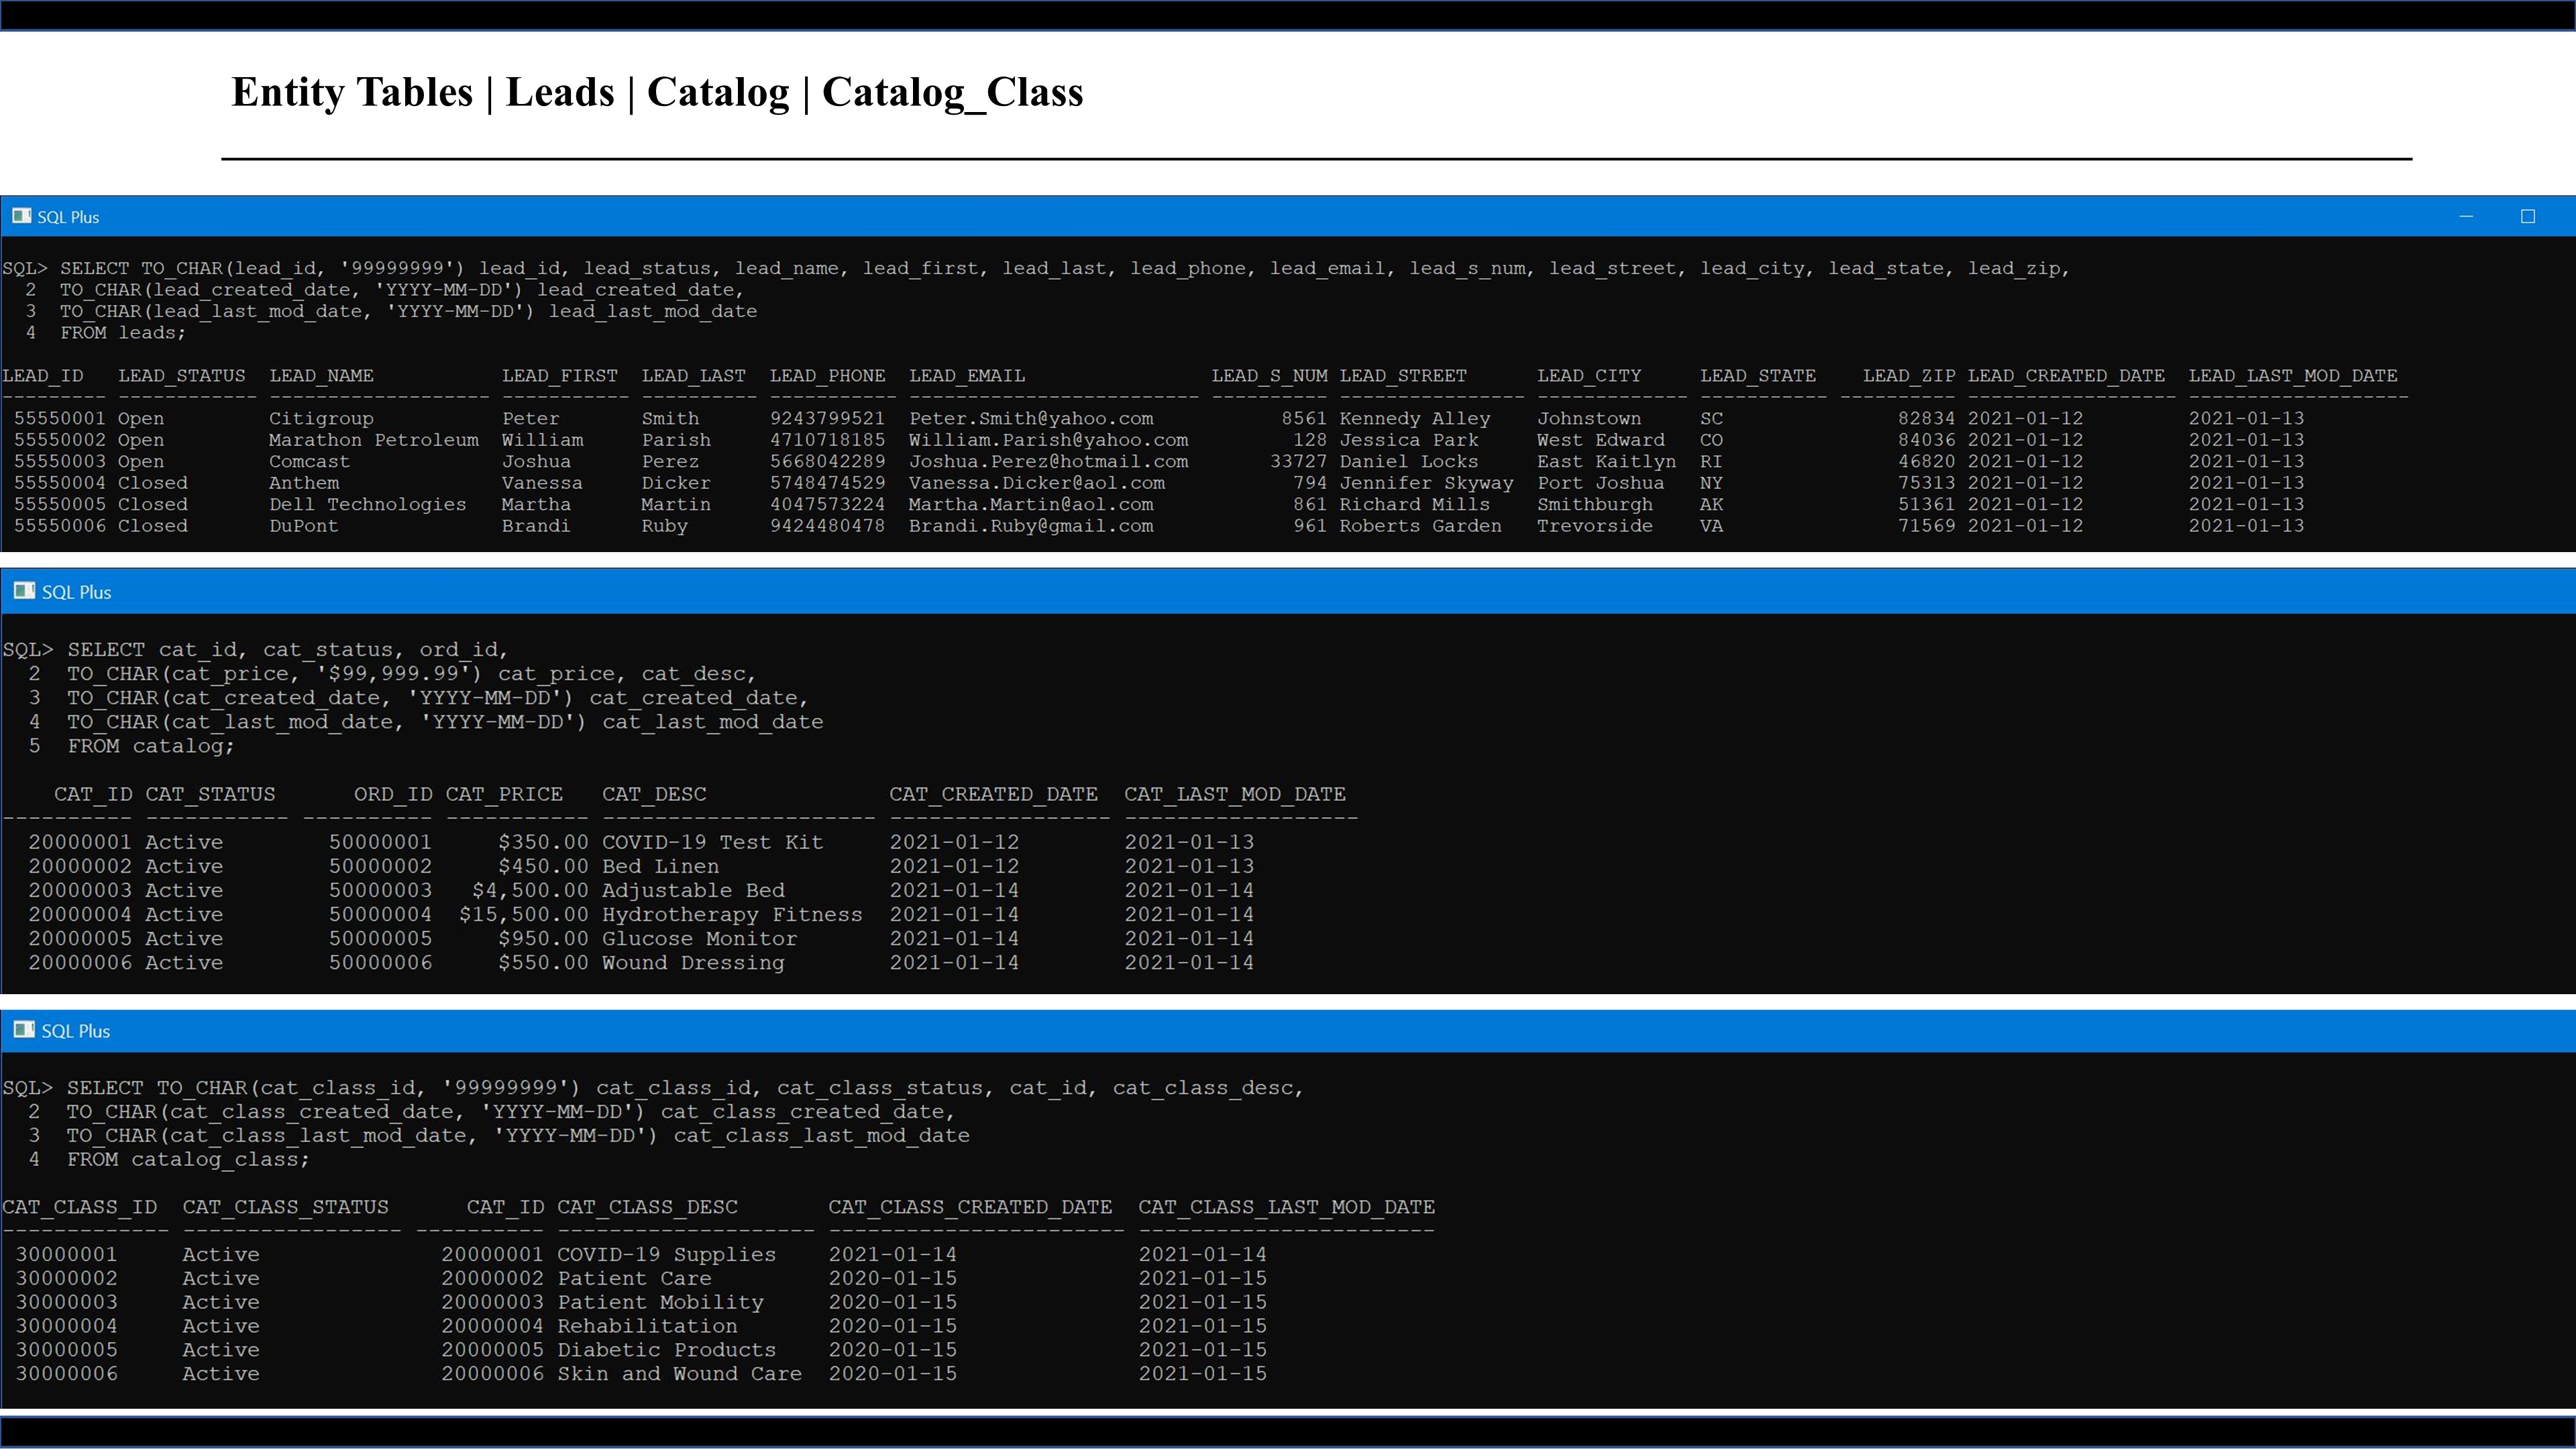 Entity Tables | Leads | Catalog | Catalog_Class
SQL Plus
SQL> SELECT TO_CHAR(lead_id, '99999999') lead_id, lead_status, lead_name, lead_first, lead_last, lead_phone, lead_email, lead_s_num, lead_street, lead_city, lead_state, lead_zip,
2 TO_CHAR(lead_created_date, 'YYYY-MM-DD') lead_created_date,
3 TO_CHAR(lead_last_mod_date, 'YYYY-MM-DD') lead_last_mod_date
4 FROM leads;
LEAD_ID LEAD_STATUS LEAD_NAME LEAD_FIRST LEAD_LAST LEAD_PHONE LEAD_EMAIL LEAD_S_NUM LEAD_STREET LEAD_CITY LEAD_STATE LEAD_ZIP LEAD_CREATED_DATE LEAD_LAST_MOD_DATE
55550001 Open Citigroup Peter Smith 9243799521 Peter.Smith@yahoo.com 8561 Kennedy Alley Johnstown SC 82834 2021-01-12 2021-01-13
55550002 Open Marathon Petroleum William Parish 4710718185 William.Parish@yahoo.com 128 Jessica Park West Edward CO 84036 2021-01-12 2021-01-13
55550003 Open Comcast Joshua Perez 5668042289 Joshua.Perez@hotmail.com 33727 Daniel Locks East Kaitlyn RI 46820 2021-01-12 2021-01-13
55550004 Closed Anthem Vanessa Dicker 5748474529 Vanessa.Dicker@aol.com 794 Jennifer Skyway Port Joshua NY 75313 2021-01-12 2021-01-13
55550005 Closed Dell Technologies Martha Martin 4047573224 Martha.Martin@aol.com 861 Richard Mills Smithburgh AK 51361 2021-01-12 2021-01-13
55550006 Closed DuPont Brandi Ruby 9424480478 Brandi.Ruby@gmail.com 961 Roberts Garden Trevorside VA 71569 2021-01-12 2021-01-13
SQL Plus
SQL> SELECT cat_id, cat_status, ord_id,
2 TO_CHAR(cat_price, '$99,999.99') cat_price, cat_desc,
3 TO_CHAR(cat_created_date, 'YYYY-MM-DD') cat_created_date,
4 TO_CHAR(cat_last_mod_date, 'YYYY-MM-DD') cat_last_mod_date
5 FROM catalog;
CAT_ID CAT_STATUS ORD_ID CAT_PRICE CAT_DESC CAT_CREATED_DATE CAT_LAST_MOD_DATE
20000001 Active 50000001 $350.00 COVID-19 Test Kit 2021-01-12 2021-01-13
20000002 Active 50000002 $450.00 Bed Linen 2021-01-12 2021-01-13
20000003 Active 50000003 $4,500.00 Adjustable Bed 2021-01-14 2021-01-14
20000004 Active 50000004 $15,500.00 Hydrotherapy Fitness 2021-01-14 2021-01-14
20000005 Active 50000005 $950.00 Glucose Monitor 2021-01-14 2021-01-14
20000006 Active 50000006 $550.00 Wound Dressing 2021-01-14 2021-01-14
SQL Plus
SQL> SELECT TO_CHAR(cat_class_id, '99999999') cat_class_id, cat_class_status, cat_id, cat_class_desc,
2 TO_CHAR(cat_class_created_date, 'YYYY-MM-DD') cat_class_created_date,
3 TO_CHAR(cat_class_last_mod_date, 'YYYY-MM-DD') cat_class_last_mod_date
4 FROM catalog_class;
CAT_CLASS_ID CAT_CLASS_STATUS CAT_ID CAT_CLASS_DESC CAT_CLASS_CREATED_DATE CAT_CLASS_LAST_MOD_DATE
30000001 Active 20000001 COVID-19 Supplies 2021-01-14 2021-01-14
30000002 Active 20000002 Patient Care 2020-01-15 2021-01-15
30000003 Active 20000003 Patient Mobility 2020-01-15 2021-01-15
30000004 Active 20000004 Rehabilitation 2020-01-15 2021-01-15
30000005 Active 20000005 Diabetic Products 2020-01-15 2021-01-15
30000006 Active 20000006 Skin and Wound Care 2020-01-15 2021-01-15